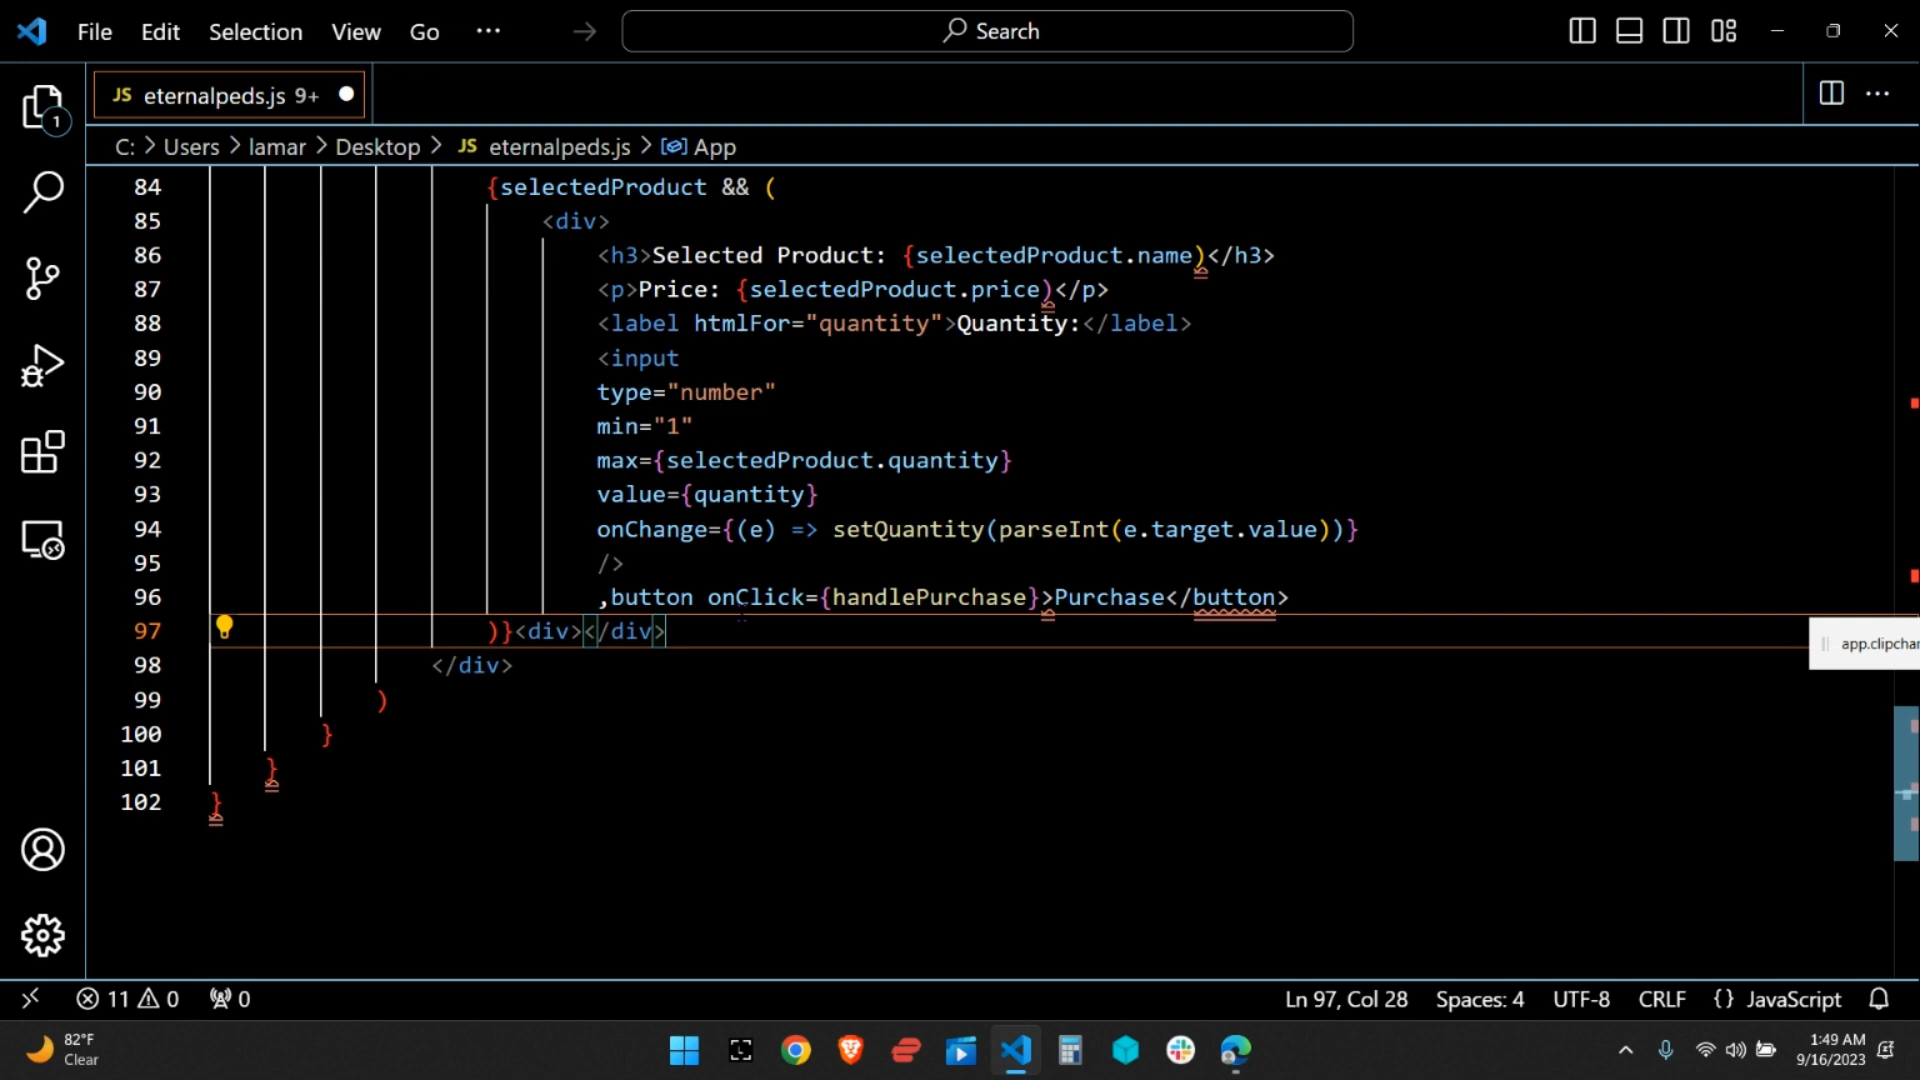 File Edit Selection View Go ··· Search
JS eternalpeds.js 9+
C: > Users > lamar > Desktop > JS eternalpeds.js > App
84 {selectedProduct && (
85 <div>
86 <h3>Selected Product: {selectedProduct.name)</h3>
87 <p>Price: {selectedProduct.price)</p>
88 <label htmlFor="quantity">Quantity:</label>
89 <input
90 type="number"
91 min="1"
92 max={selectedProduct.quantity}
93 value={quantity}
94 onChange={(e) => setQuantity(parseInt(e.target.value))}
95 />
96 ,button onClick={handlePurchase}>Purchase</button>
97 )}<div></div>
app.clipchar
98 </div>
99 )
100 }
101 }
102 }
1
11 0 0 Ln 97, Col 28 Spaces: 4 UTF-8 CRLF {} JavaScript
82°F
Clear
1:49 AM
9/16/2023